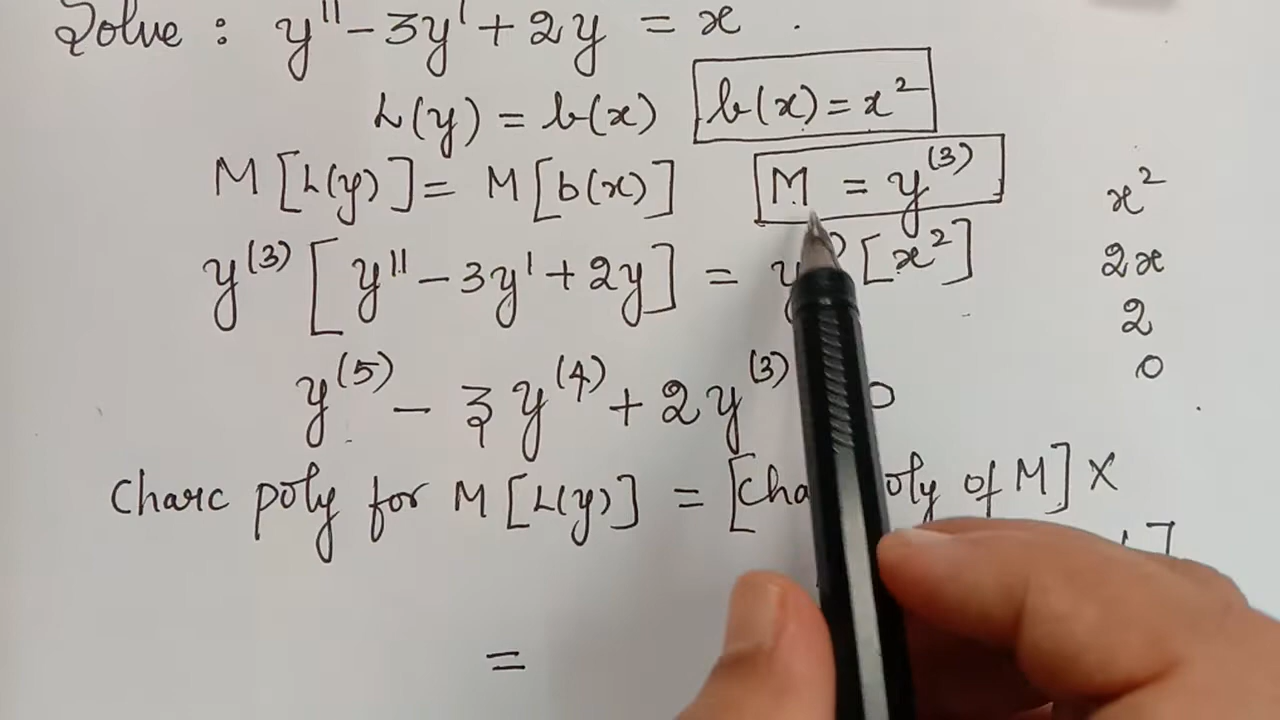 Solve : y'' - 3y' + 2y = x
L(y) = b(x) b(x) = x²
M[L(y)] = M[b(x)] M = y⁽³⁾ x²
y⁽³⁾[y'' - 3y' + 2y] = y [x²] 2x
2
0
y⁽⁵⁾ - 3y⁽⁴⁾ + 2y⁽³⁾ 0
Charc poly for M[L(y)] = [Cha oly of M] X
=